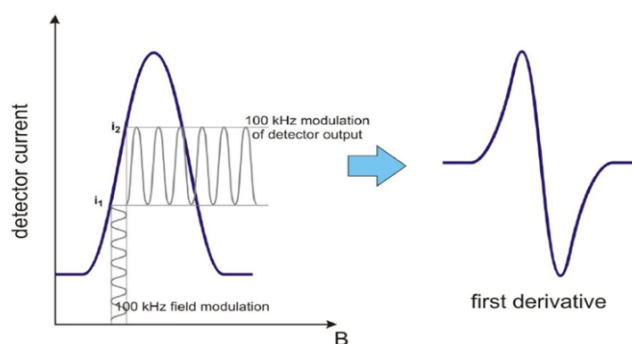 detector current
i₂
100 kHz modulation
of detector output
i₁
100 kHz field modulation
B
first derivative